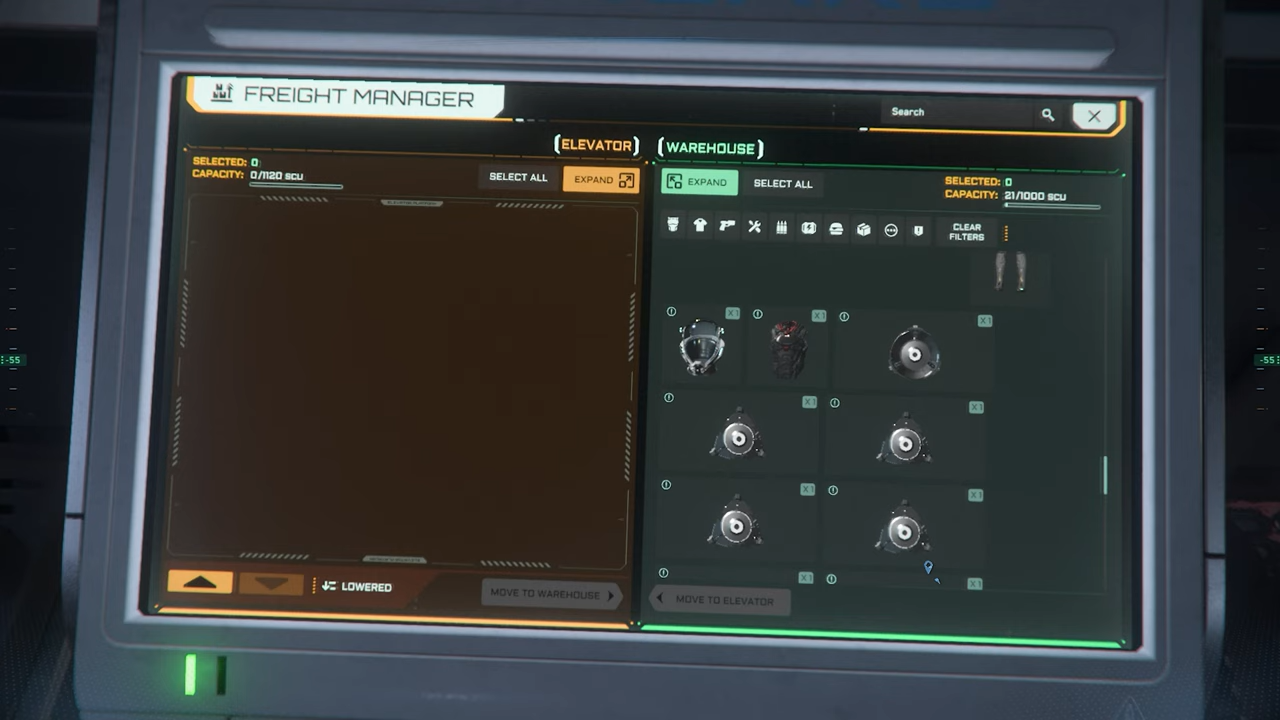 FREIGHT MANAGER
Search
ELEVATOR
WAREHOUSE
SELECTED: 0
CAPACITY: 0/1120 SCU
SELECT ALL
EXPAND
EXPAND
SELECT ALL
SELECTED: 0
CAPACITY: 21/1000 SCU
CLEAR
FILTERS
X1
X1
X1
X1
X1
X1
X1
X1
X1
-55
-55
LOWERED
MOVE TO WAREHOUSE
MOVE TO ELEVATOR